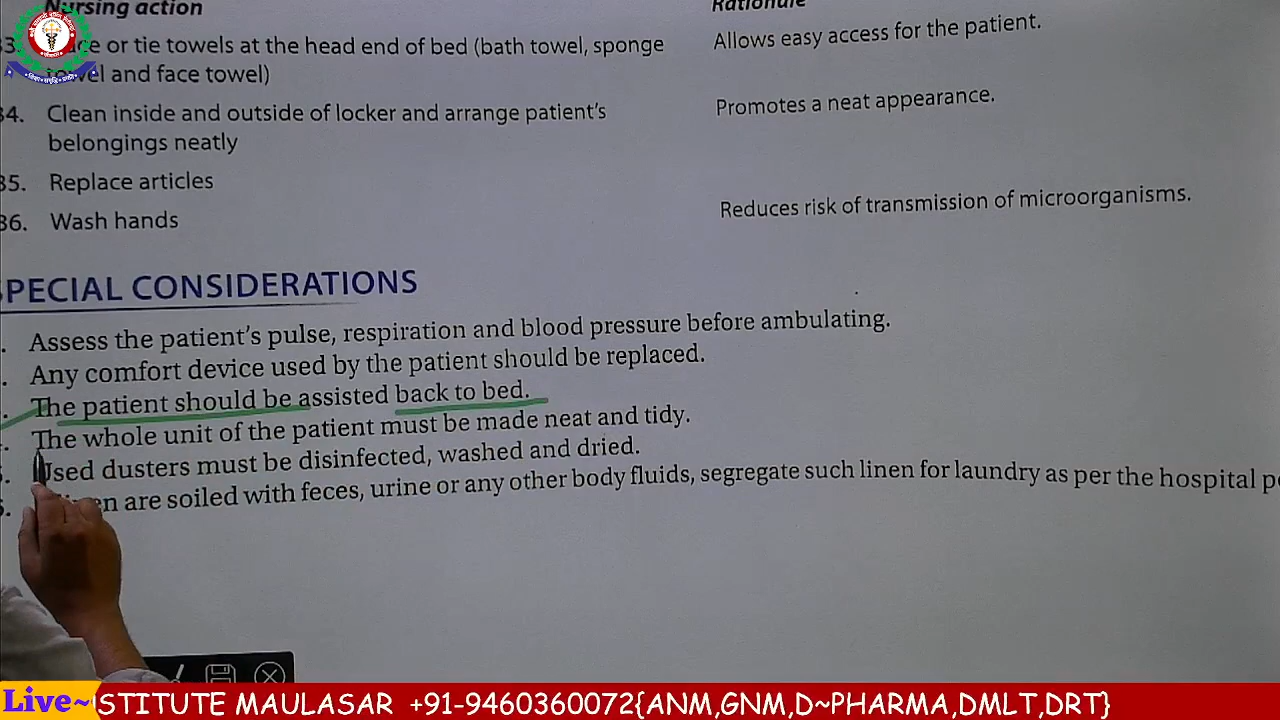 Nursing action
Rationale
or tie towels at the head end of bed (bath towel, sponge
Allows easy access for the patient.
towel and face towel)
34. Clean inside and outside of locker and arrange patient's
Promotes a neat appearance.
belongings neatly
35. Replace articles
36. Wash hands
Reduces risk of transmission of microorganisms.
SPECIAL CONSIDERATIONS
. Assess the patient's pulse, respiration and blood pressure before ambulating.
. Any comfort device used by the patient should be replaced.
. The patient should be assisted back to bed.
. The whole unit of the patient must be made neat and tidy.
. Used dusters must be disinfected, washed and dried.
. are soiled with feces, urine or any other body fluids, segregate such linen for laundry as per the hospital
Live~ STITUTE MAULASAR +91-9460360072{ANM,GNM,D~PHARMA,DMLT,DRT}